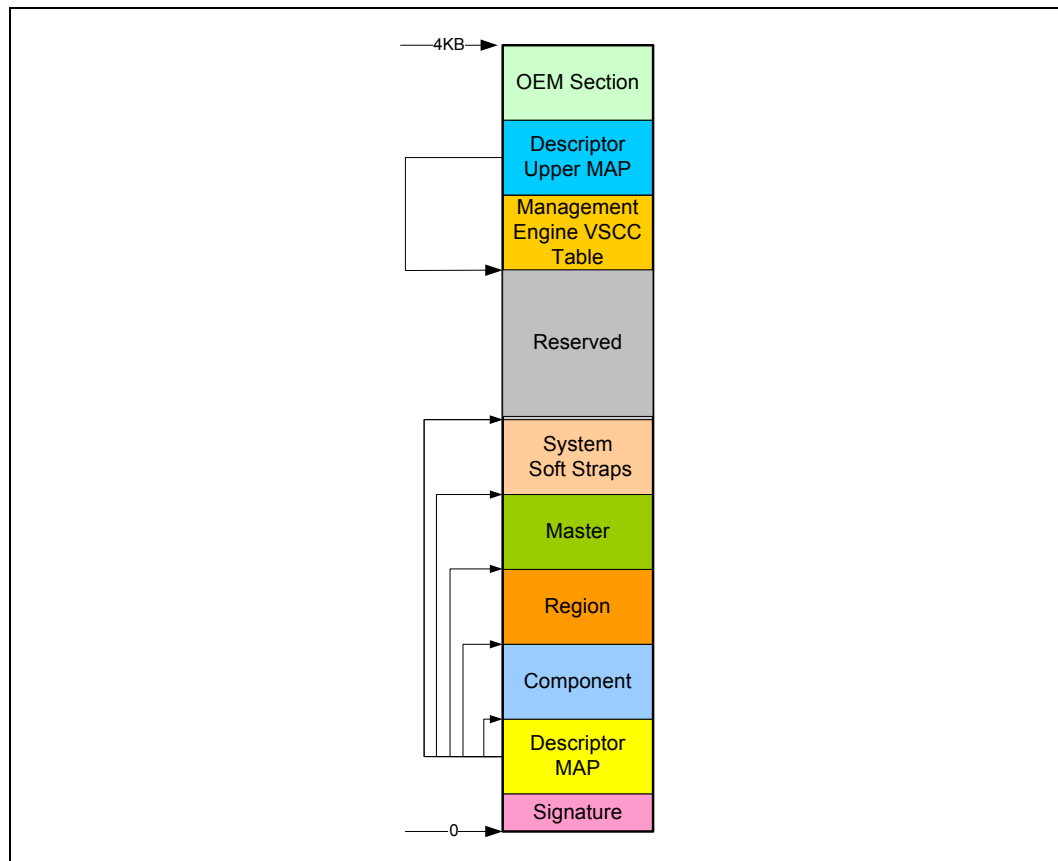 4KB
OEM Section
Descriptor
Upper MAP
Management
Engine VSCC
Table
Reserved
System
Soft Straps
Master
Region
Component
Descriptor
MAP
Signature
0